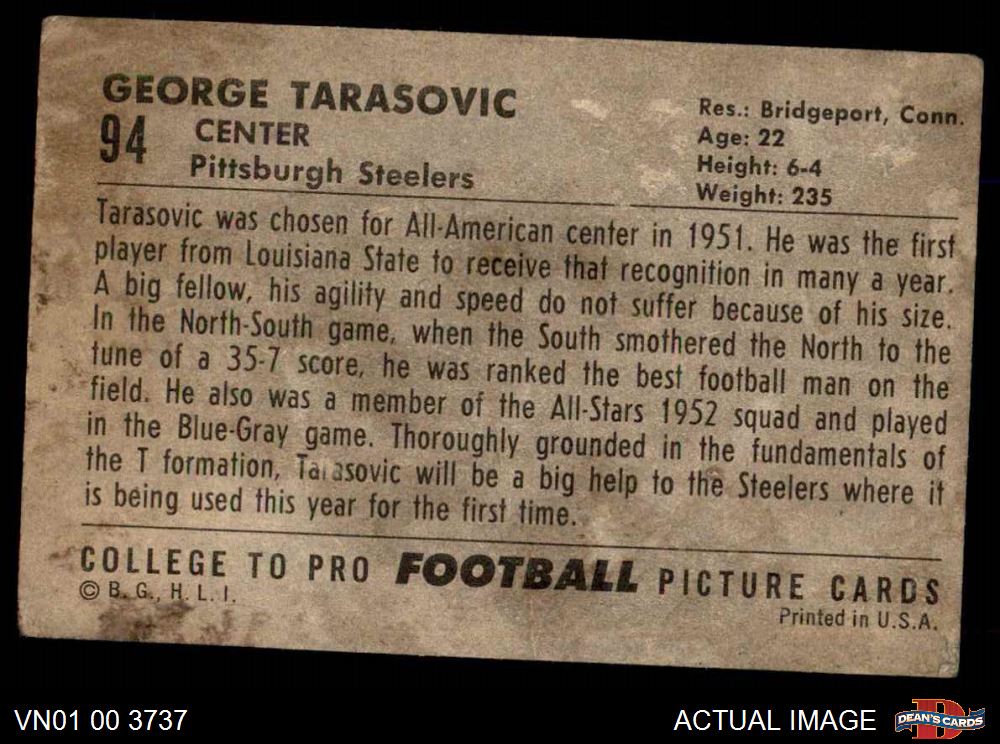 GEORGE TARASOVIC
94 CENTER
Pittsburgh Steelers
Res.: Bridgeport, Conn.
Age: 22
Height: 6-4
Weight: 235
Tarasovic was chosen for All-American center in 1951. He was the first
player from Louisiana State to receive that recognition in many a year.
A big fellow, his agility and speed do not suffer because of his size.
In the North-South game, when the South smothered the North to the
tune of a 35-7 score, he was ranked the best football man on the
field. He also was a member of the All-Stars 1952 squad and played
in the Blue-Gray game. Thoroughly grounded in the fundamentals of
the T formation, Tarasovic will be a big help to the Steelers where it
is being used this year for the first time.
COLLEGE TO PRO FOOTBALL PICTURE CARDS
© B. G., H. L. I.
Printed in U.S.A.
VN01 00 3737
ACTUAL IMAGE
D
DEAN'S CARDS